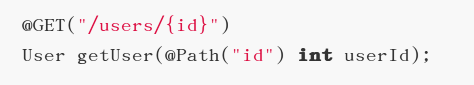 @GET("/users/{id}")
User getUser(@Path("id") int userId);